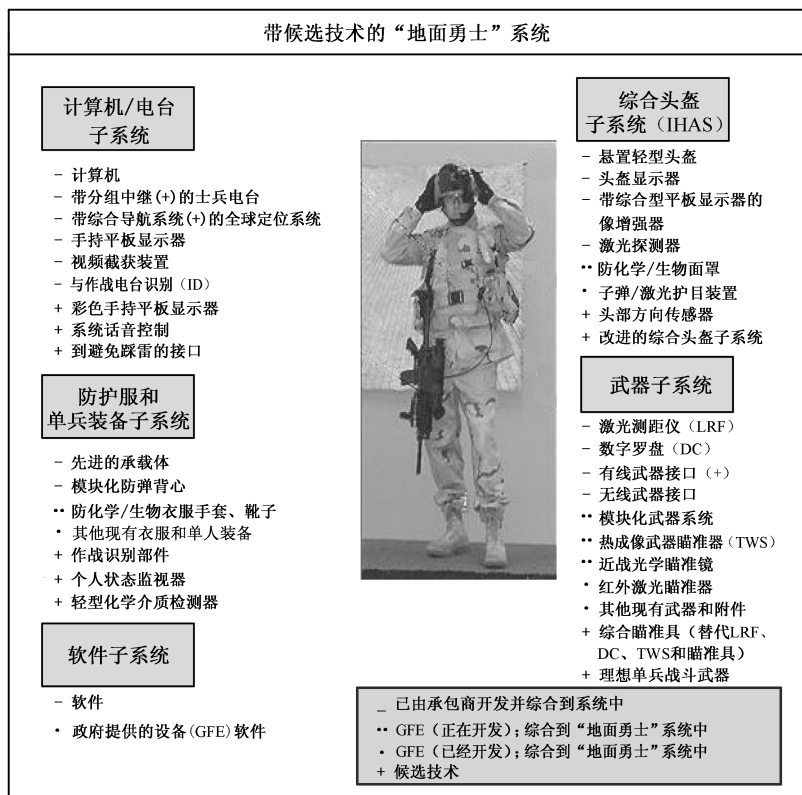 带候选技术的“地面勇士”系统
计算机/电台
子系统
– 计算机
– 带分组中继(+)的士兵电台
– 带综合导航系统(+)的全球定位系统
– 手持平板显示器
– 视频截获装置
– 与作战电台识别(ID)
+ 彩色手持平板显示器
+ 系统话音控制
+ 到避免踩雷的接口
防护服和
单兵装备子系统
– 先进的承载体
– 模块化防弹背心
·· 防化学/生物衣服手套、靴子
· 其他现有衣服和单人装备
+ 作战识别部件
+ 个人状态监视器
+ 轻型化学介质检测器
软件子系统
– 软件
· 政府提供的设备(GFE)软件
综合头盔
子系统(IHAS)
– 悬置轻型头盔
– 头盔显示器
– 带综合型平板显示器的
像增强器
– 激光探测器
·· 防化学/生物面罩
· 子弹/激光护目装置
+ 头部方向传感器
+ 改进的综合头盔子系统
武器子系统
– 激光测距仪(LRF)
– 数字罗盘(DC)
– 有线武器接口(+)
– 无线武器接口
·· 模块化武器系统
·· 热成像武器瞄准器(TWS)
·· 近战光学瞄准镜
· 红外激光瞄准器
· 其他现有武器和附件
+ 综合瞄准具(替代LRF、
DC、TWS和瞄准具)
+ 理想单兵战斗武器
_ 已由承包商开发并综合到系统中
·· GFE(正在开发);综合到“地面勇士”系统中
· GFE(已经开发);综合到“地面勇士”系统中
+ 候选技术